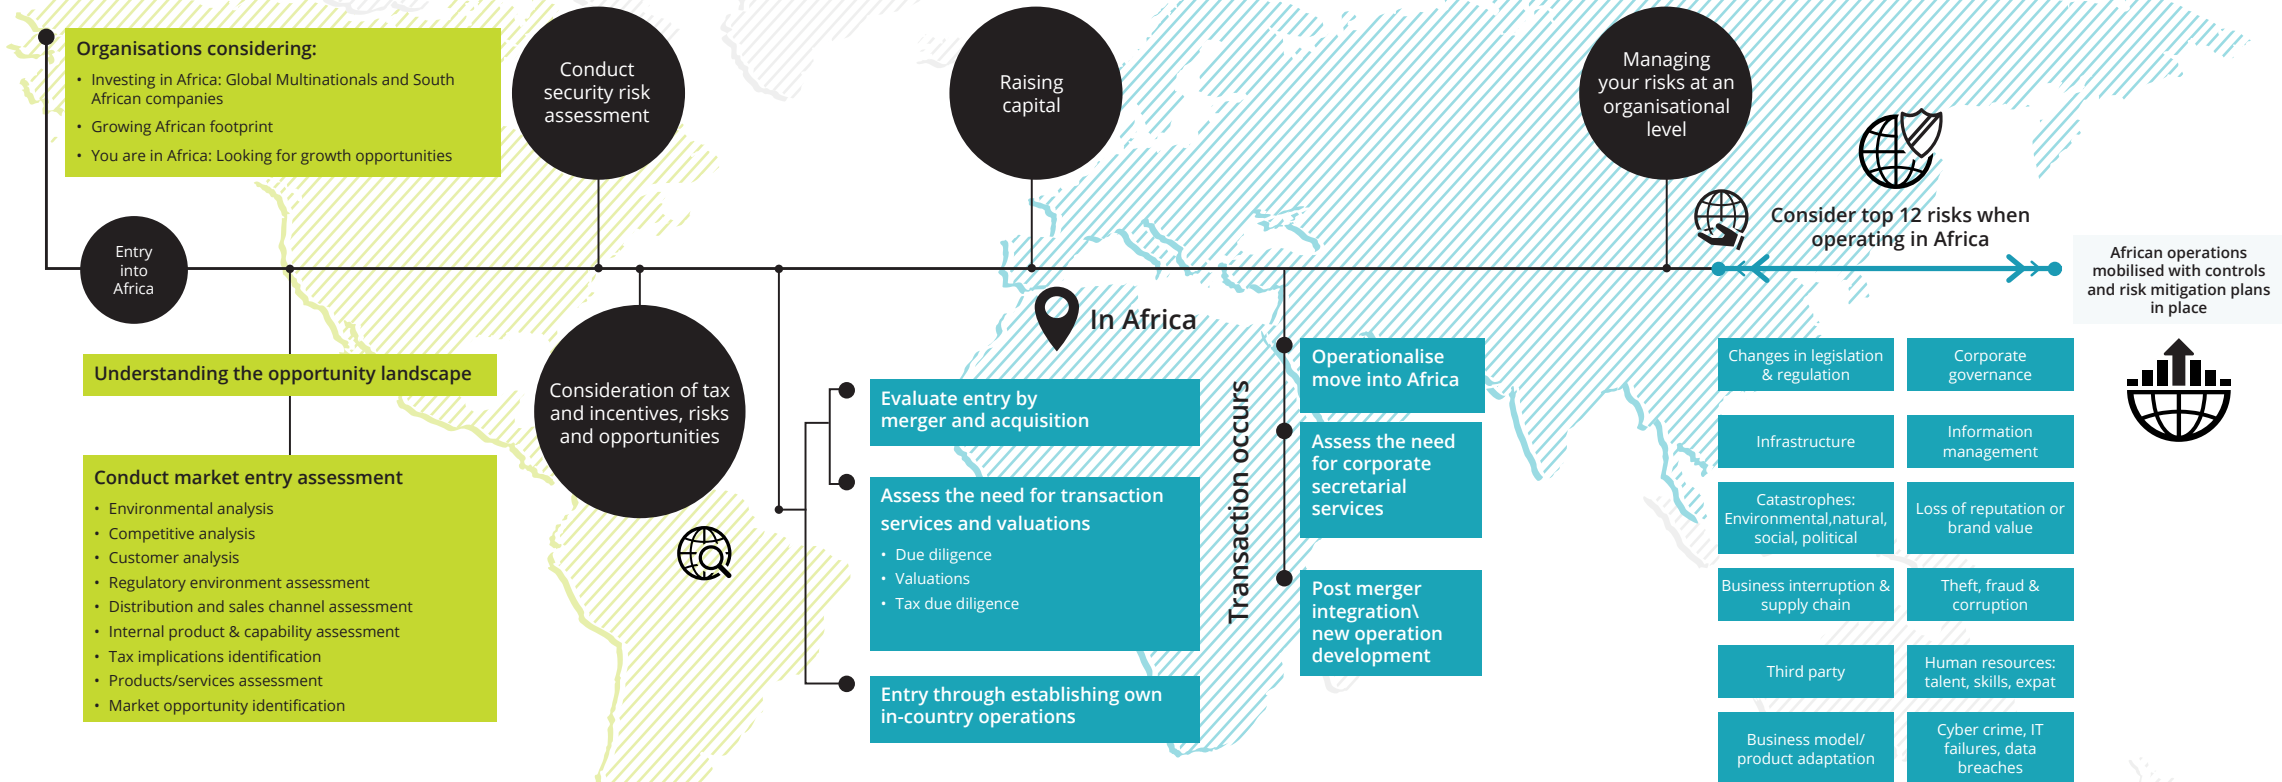 Organisations considering:
• Investing in Africa: Global Multinationals and South
African companies
• Growing African footprint
• You are in Africa: Looking for growth opportunities
Entry
into
Africa
Understanding the opportunity landscape
Conduct market entry assessment
• Environmental analysis
• Competitive analysis
• Customer analysis
• Regulatory environment assessment
• Distribution and sales channel assessment
• Internal product & capability assessment
• Tax implications identification
• Products/services assessment
• Market opportunity identification
Conduct
security risk
assessment
Consideration of tax
and incentives, risks
and opportunities
Raising
capital
In Africa
Evaluate entry by
merger and acquisition
Assess the need for transaction
services and valuations
• Due diligence
• Valuations
• Tax due diligence
Entry through establishing own
in-country operations
Transaction occurs
Operationalise
move into Africa
Assess the need
for corporate
secretarial
services
Post merger
integration\
new operation
development
Managing
your risks at an
organisational
level
Consider top 12 risks when
operating in Africa
African operations
mobilised with controls
and risk mitigation plans
in place
Changes in legislation
& regulation
Corporate
governance
Infrastructure
Information
management
Catastrophes:
Environmental,natural,
social, political
Loss of reputation or
brand value
Business interruption &
supply chain
Theft, fraud &
corruption
Third party
Human resources:
talent, skills, expat
Business model/
product adaptation
Cyber crime, IT
failures, data
breaches